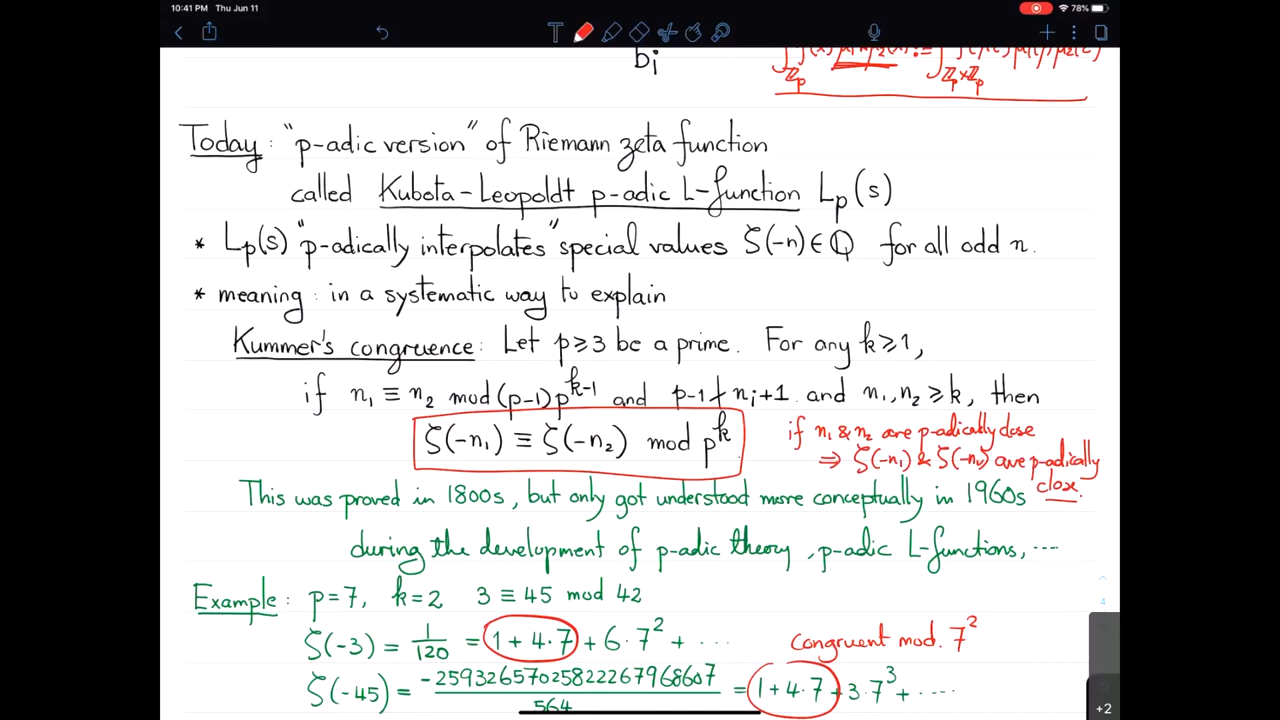 10:41 PM Thu Jun 11
78%
bᵢ
ℤp ℤp×ℤp
Today : "p-adic version" of Riemann zeta function
called Kubota-Leopoldt p-adic L-function Lp(s)
* Lp(s) "p-adically interpolates" special values ζ(-n) ∈ ℚ for all odd n.
* meaning : in a systematic way to explain
Kummer's congruence : Let p ≥ 3 be a prime. For any k ≥ 1,
if n₁ ≡ n₂ mod (p-1)p^(k-1) and p-1 ∤ nᵢ+1 and n₁, n₂ ≥ k, then
ζ(-n₁) ≡ ζ(-n₂) mod p^k
if n₁ & n₂ are p-adically close
⇒ ζ(-n₁) & ζ(-n₂) are p-adically
close.
This was proved in 1800s, but only got understood more conceptually in 1960s
during the development of p-adic theory, p-adic L-functions, ....
Example : p=7, k=2 3 ≡ 45 mod 42
ζ(-3) = 1/120 = 1+4·7 + 6·7² + ... congruent mod. 7²
ζ(-45) = -25932657025822267968607/564 = 1+4·7 + 3·7³ + ....
4
+2